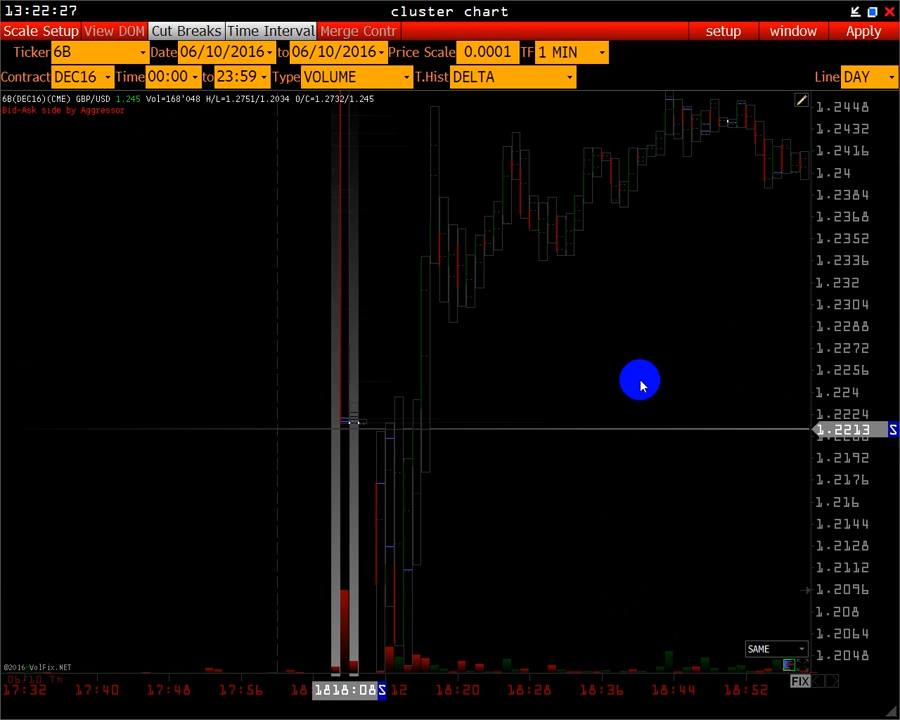 13:22:27 cluster chart
Scale Setup View DOM Cut Breaks Time Interval Merge Contr setup window Apply
Ticker 6B Date 06/10/2016 to 06/10/2016 Price Scale 0.0001 TF 1 MIN
Contract DEC16 Time 00:00 to 23:59 Type VOLUME T.Hist DELTA Line DAY
6B(DEC16)(CME) GBP/USD 1.245 Vol=168'048 H/L=1.2751/1.2034 O/C=1.2732/1.245
Bid-Ask side by Aggressor
1.2448
1.2432
1.2416
1.24
1.2384
1.2368
1.2352
1.2336
1.232
1.2304
1.2288
1.2272
1.2256
1.224
1.2224
1.2213 S
1.2192
1.2176
1.216
1.2144
1.2128
1.2112
1.2096
1.208
1.2064
1.2048
SAME
©2016 VolFix.NET
06/10 Th
FIX
17:32 17:40 17:48 17:56 18 1818:08 S 12 18:20 18:28 18:36 18:44 18:52